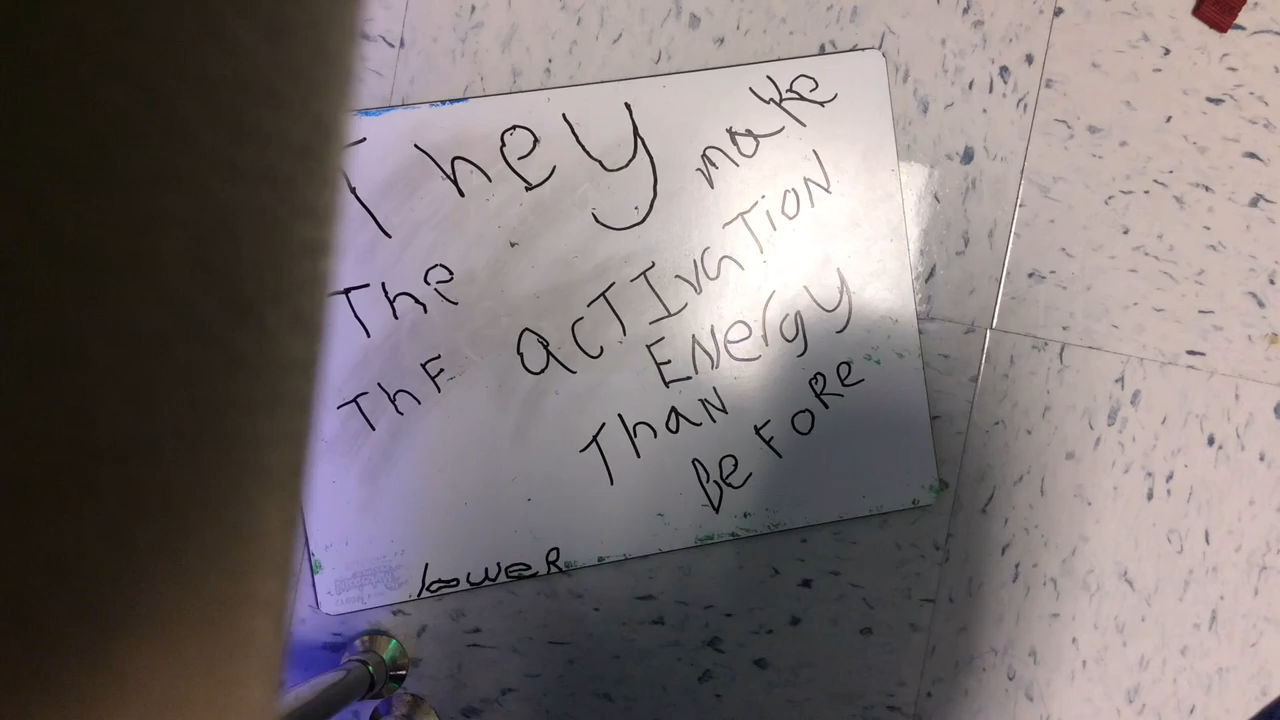 They make
The activation
The Energy
Than
BeFORe
lower